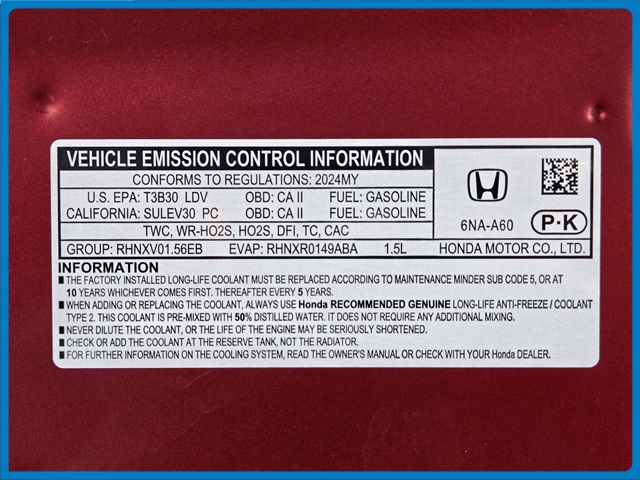 VEHICLE EMISSION CONTROL INFORMATION
CONFORMS TO REGULATIONS: 2024MY
U.S. EPA: T3B30 LDV OBD: CA II FUEL: GASOLINE
CALIFORNIA: SULEV30 PC OBD: CA II FUEL: GASOLINE
TWC, WR-HO2S, HO2S, DFI, TC, CAC
GROUP: RHNXV01.56EB EVAP: RHNXR0149ABA 1.5L
6NA-A60 P·K
HONDA MOTOR CO., LTD.
INFORMATION
■ THE FACTORY INSTALLED LONG-LIFE COOLANT MUST BE REPLACED ACCORDING TO MAINTENANCE MINDER SUB CODE 5, OR AT
10 YEARS WHICHEVER COMES FIRST. THEREAFTER EVERY 5 YEARS.
■ WHEN ADDING OR REPLACING THE COOLANT, ALWAYS USE Honda RECOMMENDED GENUINE LONG-LIFE ANTI-FREEZE / COOLANT
TYPE 2. THIS COOLANT IS PRE-MIXED WITH 50% DISTILLED WATER. IT DOES NOT REQUIRE ANY ADDITIONAL MIXING.
■ NEVER DILUTE THE COOLANT, OR THE LIFE OF THE ENGINE MAY BE SERIOUSLY SHORTENED.
■ CHECK OR ADD THE COOLANT AT THE RESERVE TANK, NOT THE RADIATOR.
■ FOR FURTHER INFORMATION ON THE COOLING SYSTEM, READ THE OWNER'S MANUAL OR CHECK WITH YOUR Honda DEALER.